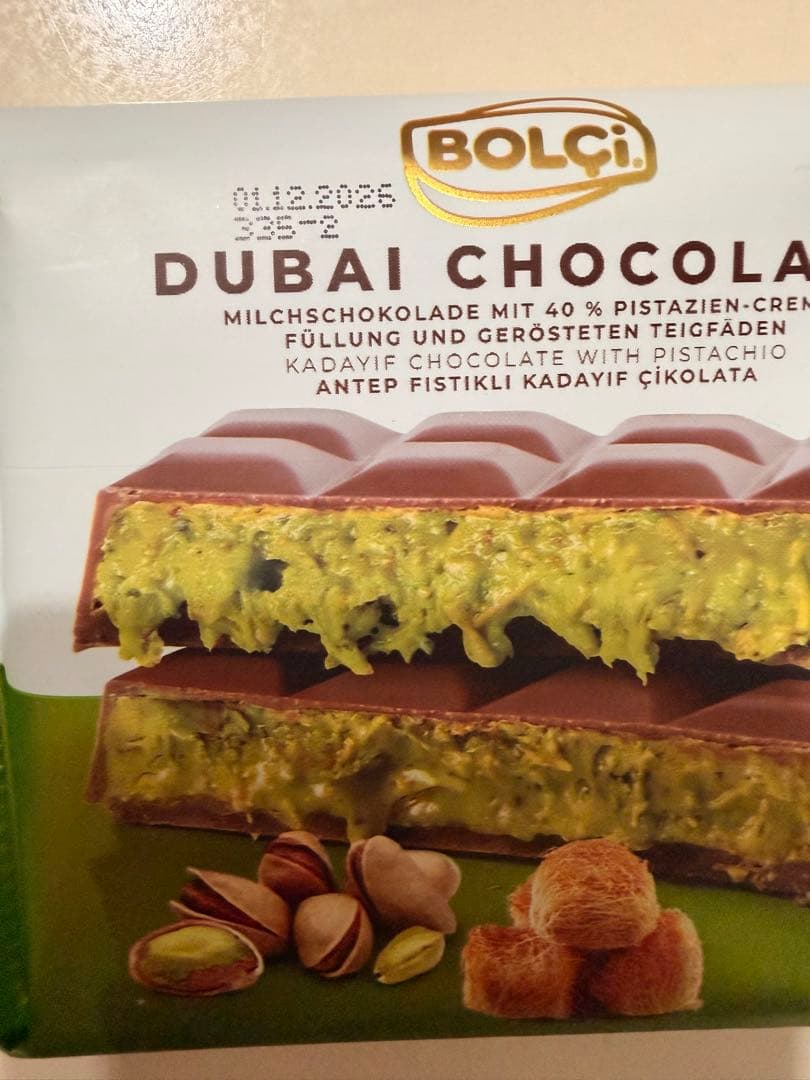 BOLÇi
01.12.2025
DUBAI CHOCOLA
MILCHSCHOKOLADE MIT 40 % PISTAZIEN-CREM
FÜLLUNG UND GERÖSTETEN TEIGFÄDEN
KADAYIF CHOCOLATE WITH PISTACHIO
ANTEP FISTIKLI KADAYIF ÇİKOLATA